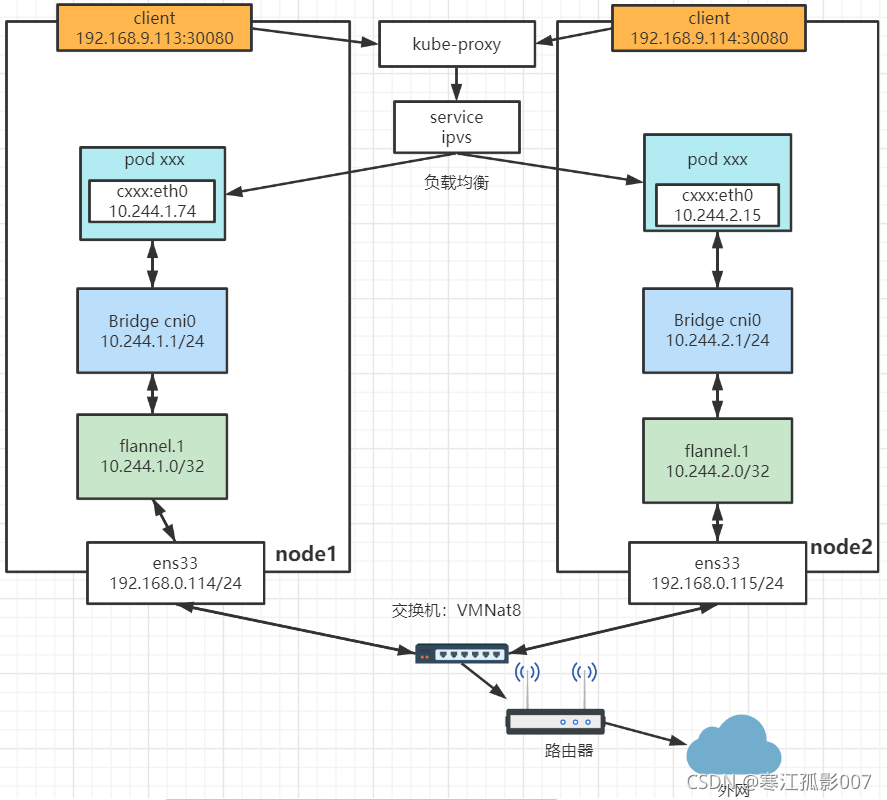 client
192.168.9.113:30080
kube-proxy
client
192.168.9.114:30080
service
ipvs
负载均衡
pod xxx
cxxx:eth0
10.244.1.74
Bridge cni0
10.244.1.1/24
flannel.1
10.244.1.0/32
ens33
192.168.0.114/24
node1
pod xxx
cxxx:eth0
10.244.2.15
Bridge cni0
10.244.2.1/24
flannel.1
10.244.2.0/32
ens33
192.168.0.115/24
node2
交换机：VMNat8
路由器
外网
CSDN @寒江孤影007